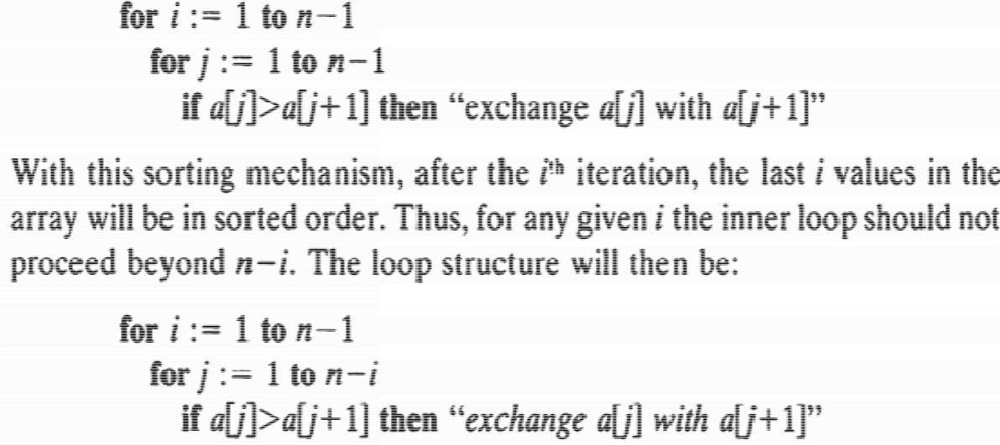 for i := 1 to n−1
for j := 1 to n−1
if a[j]>a[j+1] then “exchange a[j] with a[j+1]”
With this sorting mechanism, after the iᵗʰ iteration, the last i values in the
array will be in sorted order. Thus, for any given i the inner loop should not
proceed beyond n−i. The loop structure will then be:
for i := 1 to n−1
for j := 1 to n−i
if a[j]>a[j+1] then “exchange a[j] with a[j+1]”